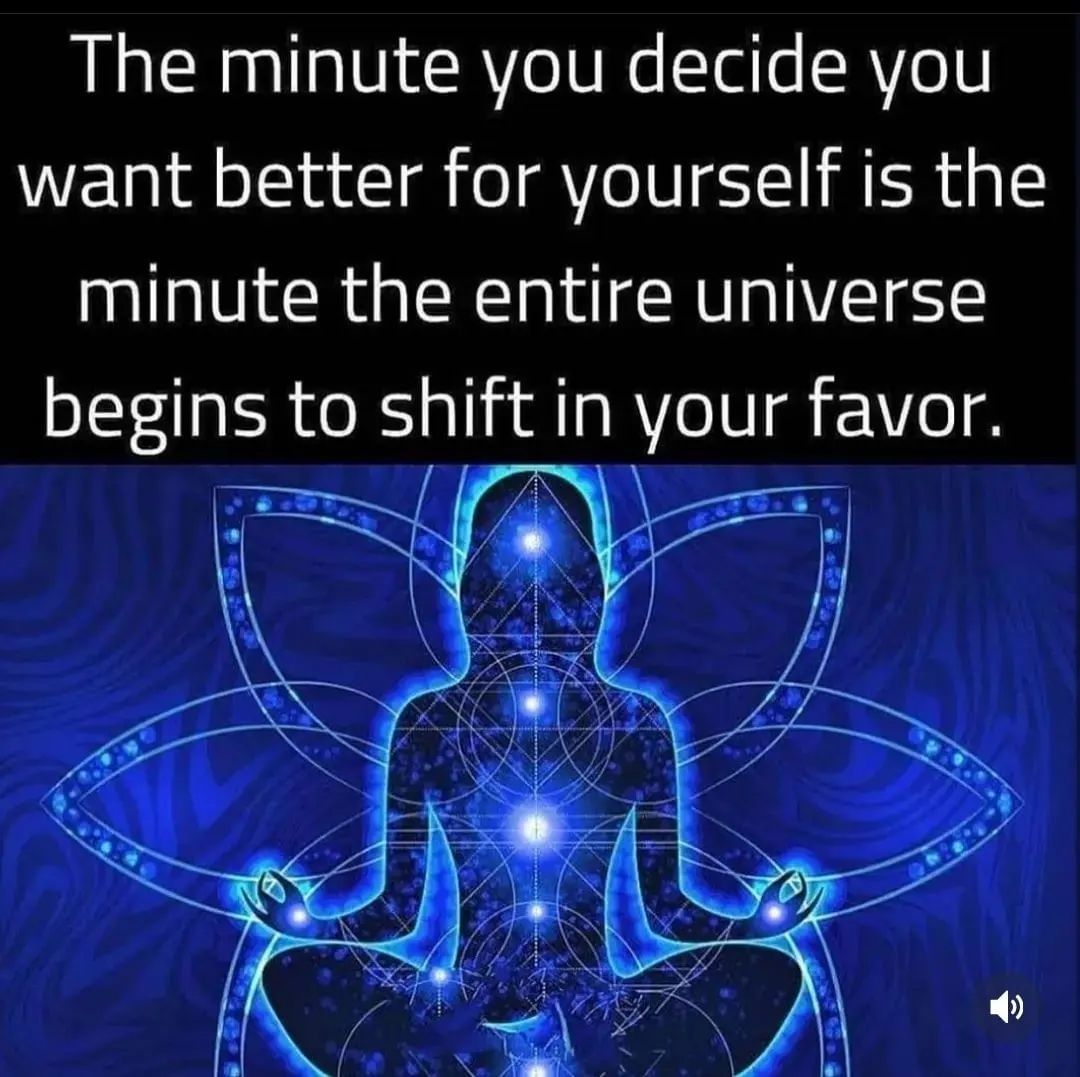 The minute you decide you
want better for yourself is the
minute the entire universe
begins to shift in your favor.